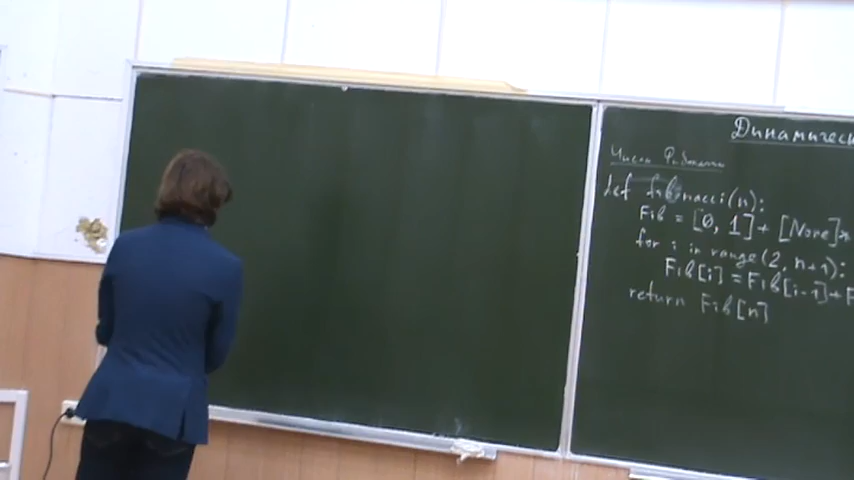 Динамическ
Числа Фибоначчи
def fibonacci(n):
Fib = [0, 1] + [None]*
for i in range(2, n+1):
Fib[i] = Fib[i-1] + F
return Fib[n]